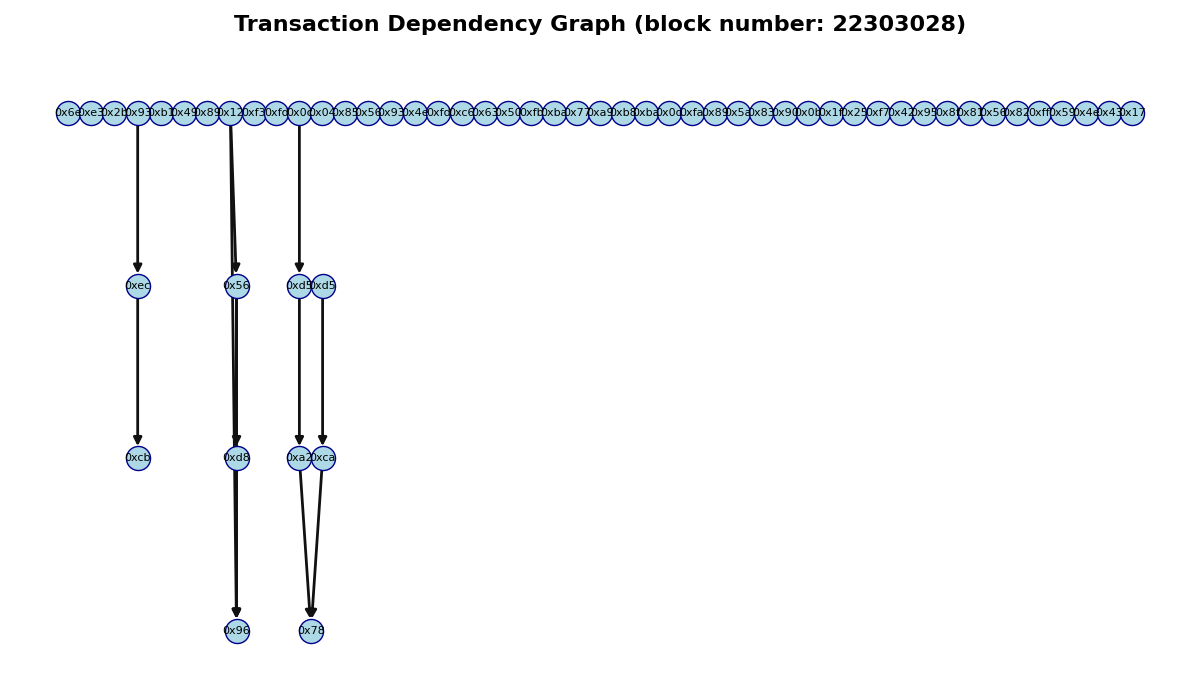 Transaction Dependency Graph (block number: 22303028)
0x6e 0xe3 0x2b 0x93 0xb1 0x49 0x89 0x12 0xf3 0xfc 0x0c 0x04 0x85 0x56 0x93 0x4e 0xfd 0xc6 0x63 0x50 0xfb 0xba 0x77 0xa9 0xb8 0xba 0x0c 0xfa 0x89 0x5a 0x83 0x90 0x0b 0x1f 0x25 0xf7 0x42 0x95 0x8f 0x81 0x56 0x82 0xff 0x59 0x4e 0x43 0x17
0xec 0x56 0xd5 0xd5
0xcb 0xd8 0xa2 0xca
0x96 0x78